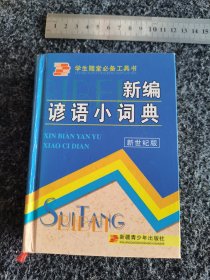 学生随堂必备工具书
新编
谚语小词典
XIN BIAN YAN YU
XIAO CI DIAN
新世纪版
SUITANG
新疆青少年出版社